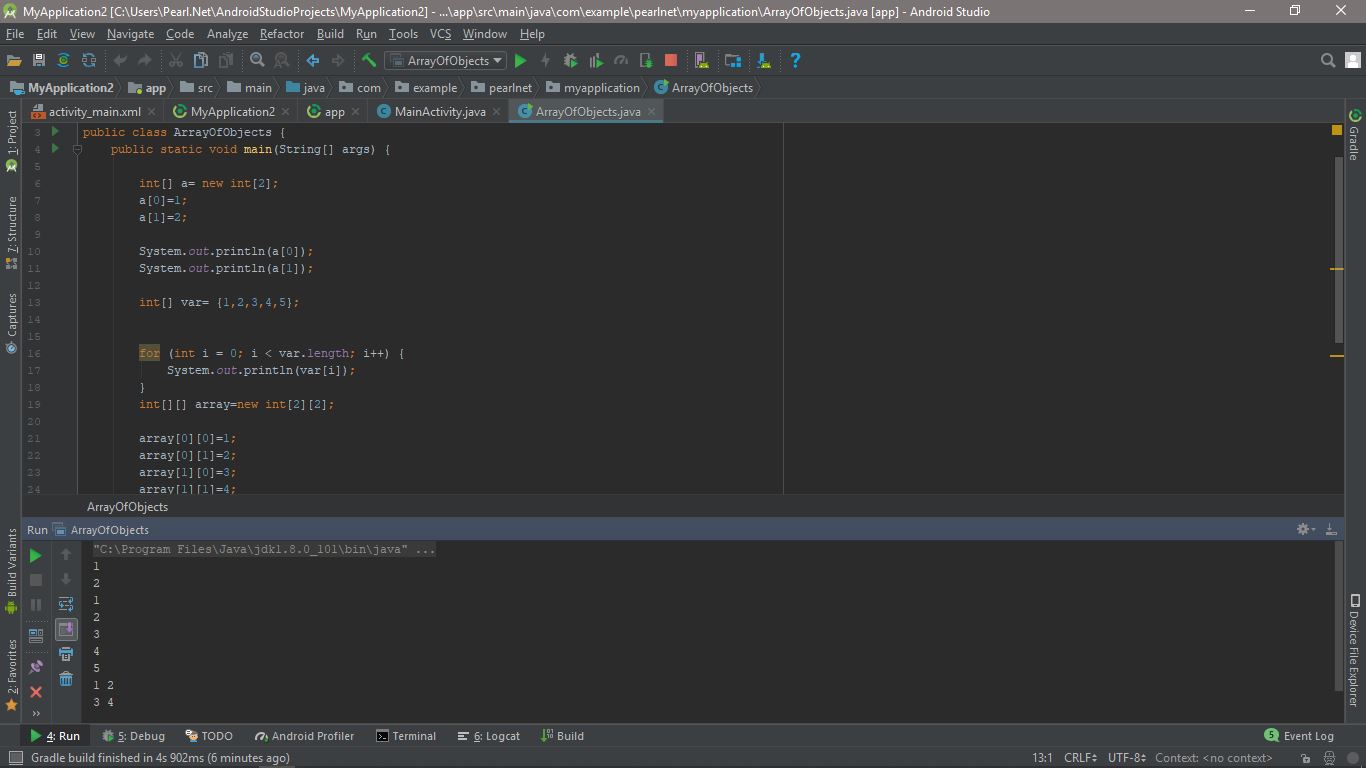 MyApplication2 [C:\Users\Pearl.Net\AndroidStudioProjects\MyApplication2] - ...\app\src\main\java\com\example\pearlnet\myapplication\ArrayOfObjects.java [app] - Android Studio
File Edit View Navigate Code Analyze Refactor Build Run Tools VCS Window Help
ArrayOfObjects
MyApplication2 app src main java com example pearlnet myapplication ArrayOfObjects
activity_main.xml MyApplication2 app MainActivity.java ArrayOfObjects.java
1: Project
7: Structure
Captures
Build Variants
2: Favorites
3 public class ArrayOfObjects {
4 public static void main(String[] args) {
5
6 int[] a= new int[2];
7 a[0]=1;
8 a[1]=2;
9
10 System.out.println(a[0]);
11 System.out.println(a[1]);
12
13 int[] var= {1,2,3,4,5};
14
15
16 for (int i = 0; i < var.length; i++) {
17 System.out.println(var[i]);
18 }
19 int[][] array=new int[2][2];
20
21 array[0][0]=1;
22 array[0][1]=2;
23 array[1][0]=3;
24 array[1][1]=4;
ArrayOfObjects
Gradle
Device File Explorer
Run ArrayOfObjects
"C:\Program Files\Java\jdk1.8.0_101\bin\java" ...
1
2
1
2
3
4
5
1 2
3 4
4: Run 5: Debug TODO Android Profiler Terminal 6: Logcat Build 5 Event Log
Gradle build finished in 4s 902ms (6 minutes ago) 13:1 CRLF UTF-8 Context: <no context>